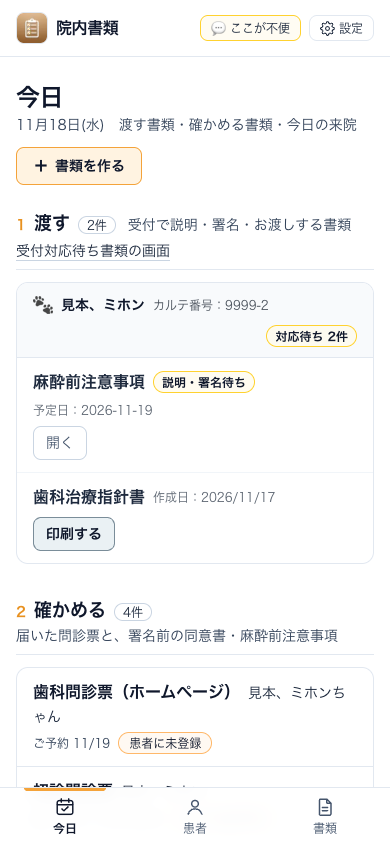 院内書類
ここが不便
設定
今日
11月18日(水) 渡す書類・確かめる書類・今日の来院
+ 書類を作る
1 渡す 2件 受付で説明・署名・お渡しする書類
受付対応待ち書類の画面
見本、ミホン カルテ番号：9999-2
対応待ち 2件
麻酔前注意事項 説明・署名待ち
予定日：2026-11-19
開く
歯科治療指針書 作成日：2026/11/17
印刷する
2 確かめる 4件
届いた問診票と、署名前の同意書・麻酔前注意事項
歯科問診票（ホームページ） 見本、ミホンち
ゃん
ご予約 11/19 患者に未登録
今日
患者
書類